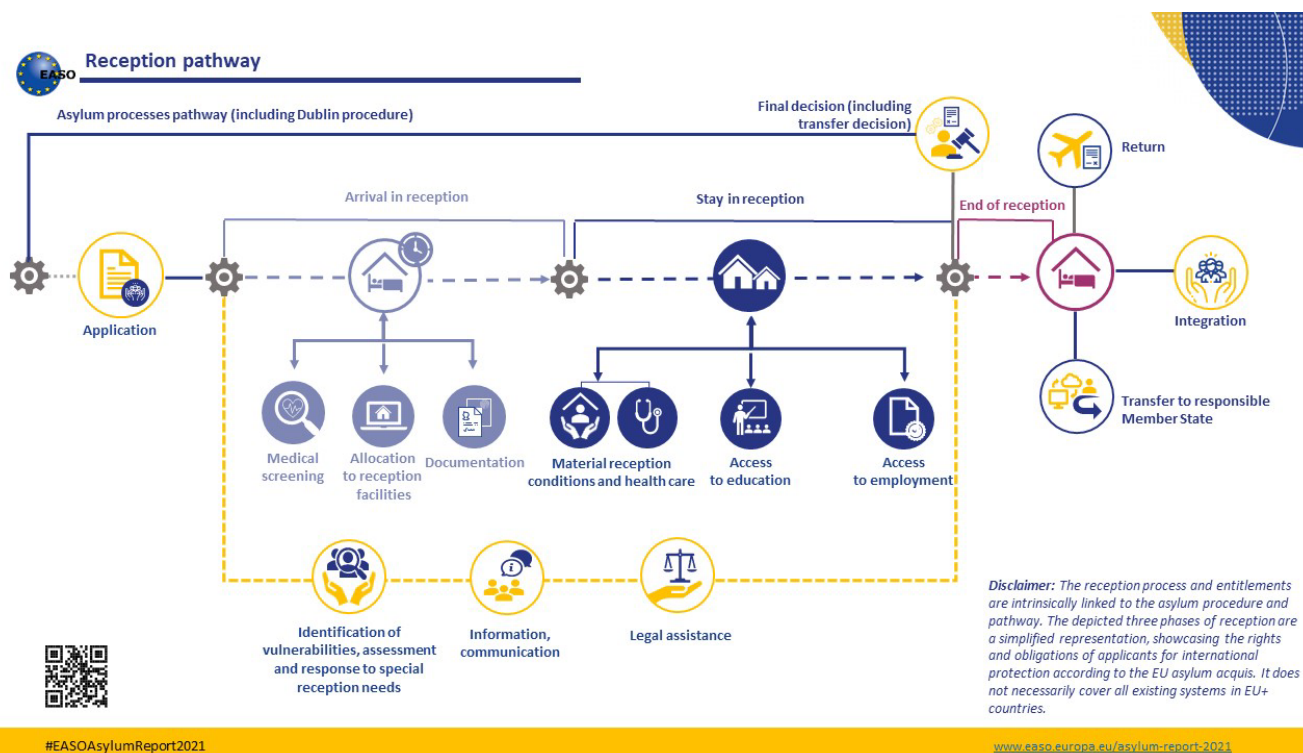 EASO
Reception pathway
Asylum processes pathway (including Dublin procedure)
Final decision (including
transfer decision)
Return
Arrival in reception
Stay in reception
End of reception
Application
Integration
Medical
screening
Allocation
to reception
facilities
Documentation
Material reception
conditions and health care
Access
to education
Access
to employment
Transfer to responsible
Member State
Identification of
vulnerabilities, assessment
and response to special
reception needs
Information,
communication
Legal assistance
Disclaimer: The reception process and entitlements
are intrinsically linked to the asylum procedure and
pathway. The depicted three phases of reception are
a simplified representation, showcasing the rights
and obligations of applicants for international
protection according to the EU asylum acquis. It does
not necessarily cover all existing systems in EU+
countries.
#EASOAsylumReport2021
www.easo.europa.eu/asylum-report-2021